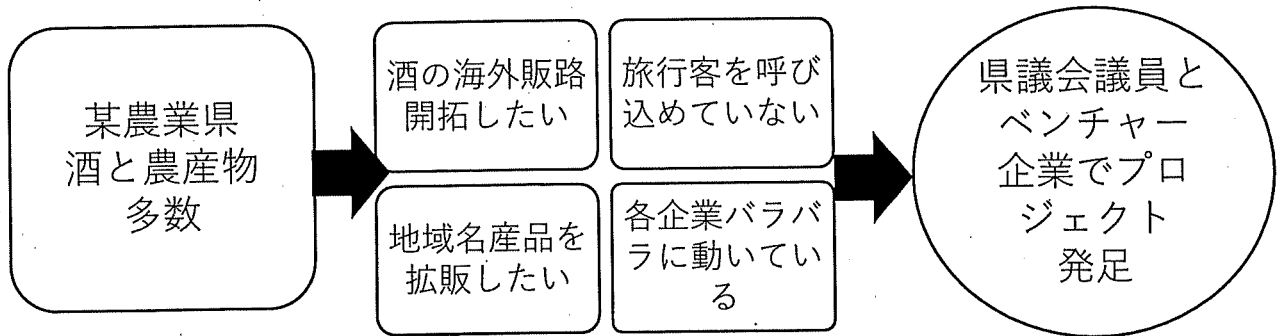 某農業県
酒と農産物
多数
酒の海外販路
開拓したい
旅行客を呼び
込めていない
地域名産品を
拡販したい
各企業バラバ
ラに動いてい
る
県議会議員と
ベンチャー
企業でプロ
ジェクト
発足